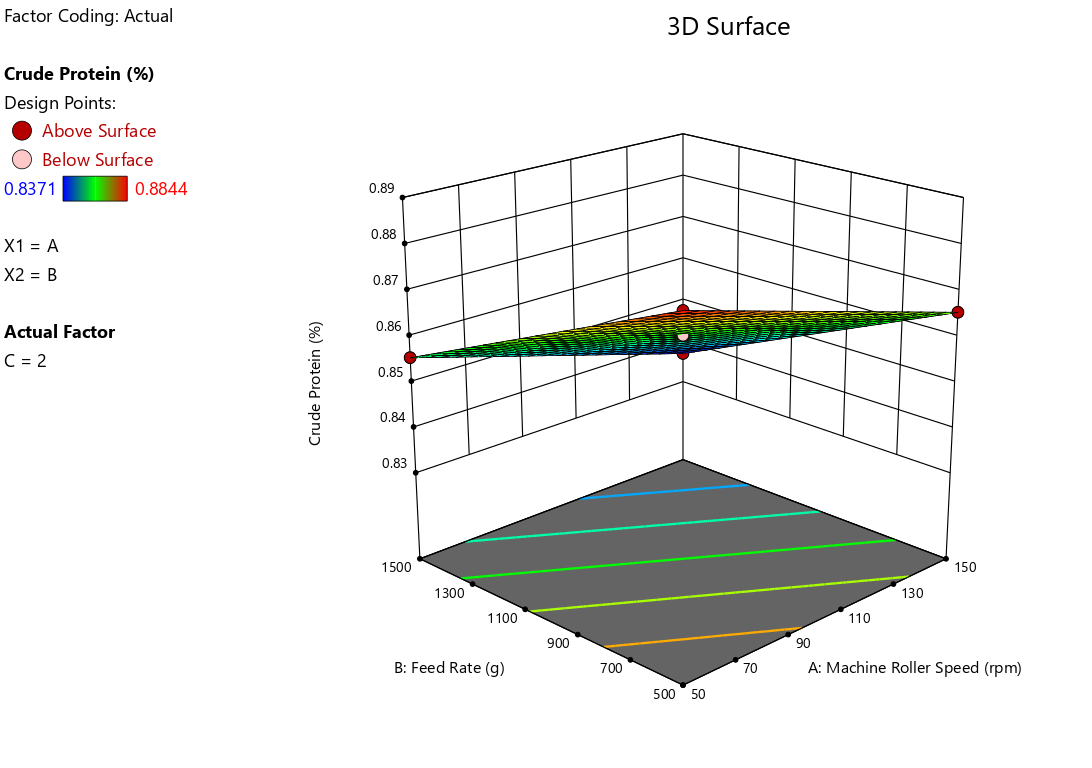 Factor Coding: Actual
3D Surface
Crude Protein (%)
Design Points:
Above Surface
Below Surface
0.8371 0.8844
X1 = A
X2 = B
Actual Factor
C = 2
0.89
0.88
0.87
0.86
0.85
0.84
0.83
Crude Protein (%)
1500
1300
1100
900
700
500
B: Feed Rate (g)
50
70
90
110
130
150
A: Machine Roller Speed (rpm)